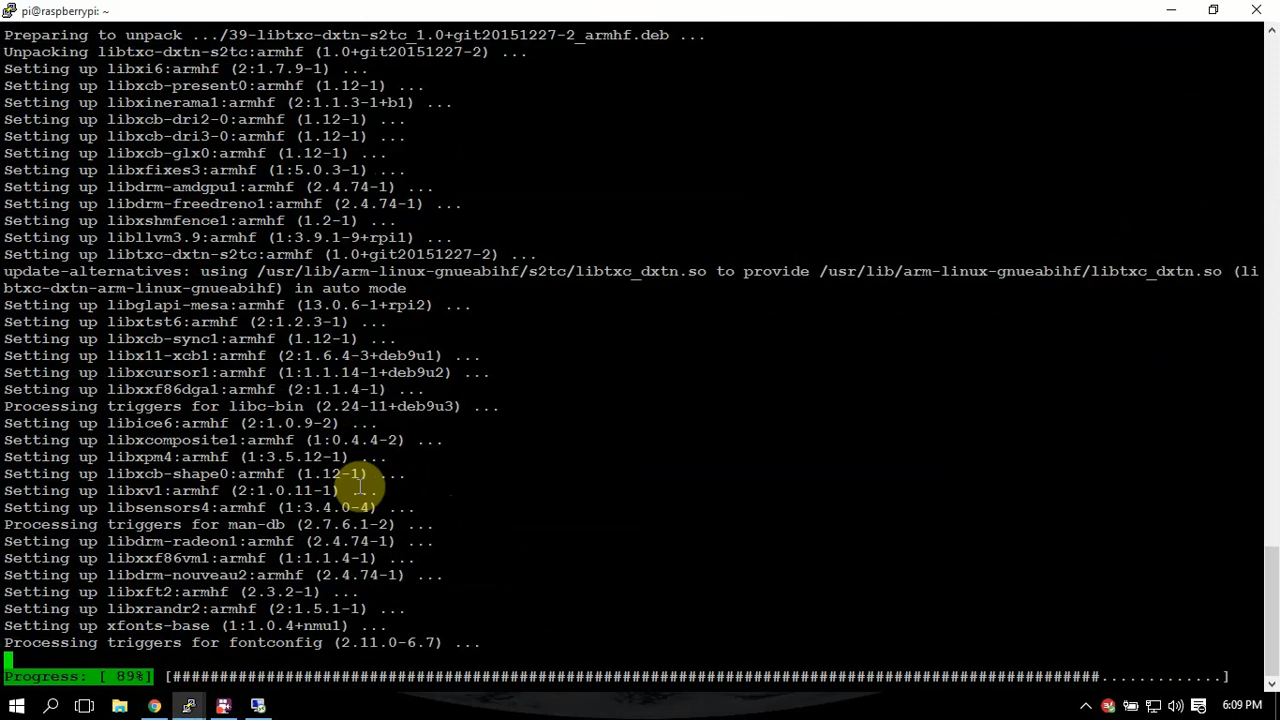 pi@raspberrypi: ~
Preparing to unpack .../39-libtxc-dxtn-s2tc_1.0+git20151227-2_armhf.deb ...
Unpacking libtxc-dxtn-s2tc:armhf (1.0+git20151227-2) ...
Setting up libxi6:armhf (2:1.7.9-1) ...
Setting up libxcb-present0:armhf (1.12-1) ...
Setting up libxinerama1:armhf (2:1.1.3-1+b1) ...
Setting up libxcb-dri2-0:armhf (1.12-1) ...
Setting up libxcb-dri3-0:armhf (1.12-1) ...
Setting up libxcb-glx0:armhf (1.12-1) ...
Setting up libxfixes3:armhf (1:5.0.3-1) ...
Setting up libdrm-amdgpu1:armhf (2.4.74-1) ...
Setting up libdrm-freedreno1:armhf (2.4.74-1) ...
Setting up libxshmfence1:armhf (1.2-1) ...
Setting up libllvm3.9:armhf (1:3.9.1-9+rpi1) ...
Setting up libtxc-dxtn-s2tc:armhf (1.0+git20151227-2) ...
update-alternatives: using /usr/lib/arm-linux-gnueabihf/s2tc/libtxc_dxtn.so to provide /usr/lib/arm-linux-gnueabihf/libtxc_dxtn.so (li
btxc-dxtn-arm-linux-gnueabihf) in auto mode
Setting up libglapi-mesa:armhf (13.0.6-1+rpi2) ...
Setting up libxtst6:armhf (2:1.2.3-1) ...
Setting up libxcb-sync1:armhf (1.12-1) ...
Setting up libx11-xcb1:armhf (2:1.6.4-3+deb9u1) ...
Setting up libxcursor1:armhf (1:1.1.14-1+deb9u2) ...
Setting up libxxf86dga1:armhf (2:1.1.4-1) ...
Processing triggers for libc-bin (2.24-11+deb9u3) ...
Setting up libice6:armhf (2:1.0.9-2) ...
Setting up libxcomposite1:armhf (1:0.4.4-2) ...
Setting up libxpm4:armhf (1:3.5.12-1) ...
Setting up libxcb-shape0:armhf (1.12-1) ...
Setting up libxv1:armhf (2:1.0.11-1) ...
Setting up libsensors4:armhf (1:3.4.0-4) ...
Processing triggers for man-db (2.7.6.1-2) ...
Setting up libdrm-radeon1:armhf (2.4.74-1) ...
Setting up libxxf86vm1:armhf (1:1.1.4-1) ...
Setting up libdrm-nouveau2:armhf (2.4.74-1) ...
Setting up libxft2:armhf (2.3.2-1) ...
Setting up libxrandr2:armhf (2:1.5.1-1) ...
Setting up xfonts-base (1:1.0.4+nmu1) ...
Processing triggers for fontconfig (2.11.0-6.7) ...
Progress: [ 89%] [###################################################################################################.............]
6:09 PM